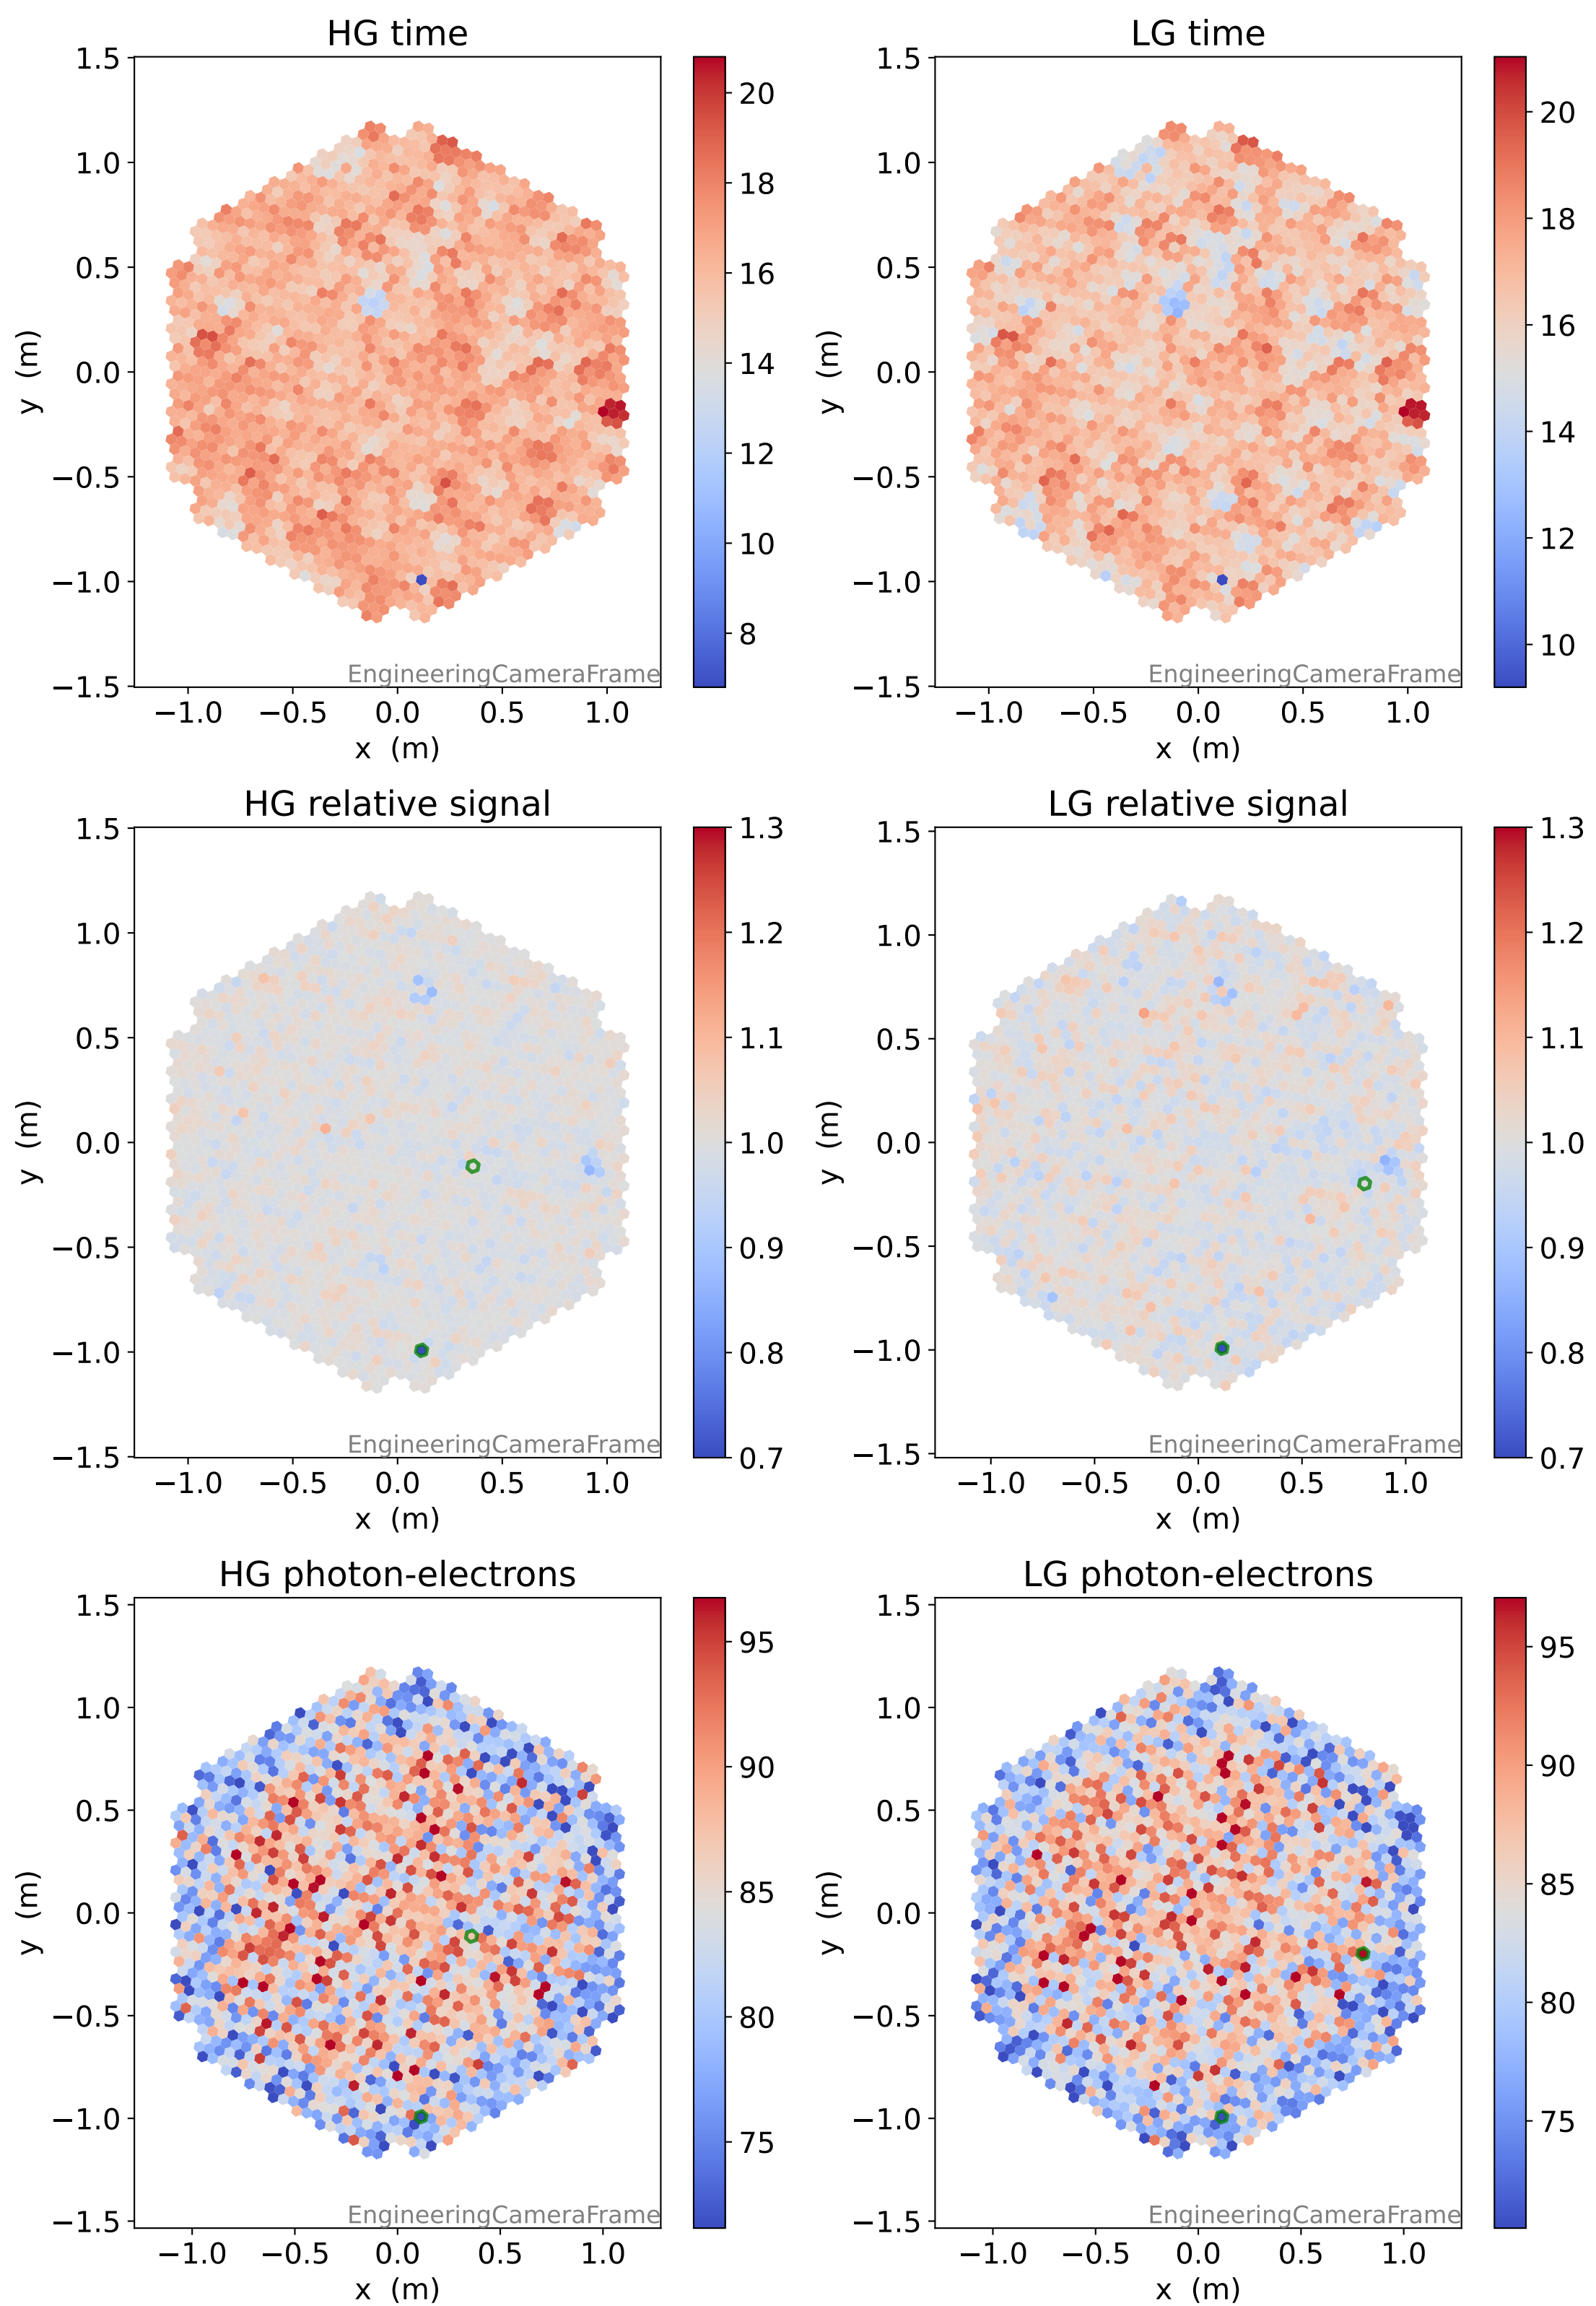 HG time
1.5
1.0
0.5
0.0
−0.5
−1.0
−1.5
y (m)
EngineeringCameraFrame
−1.0 −0.5 0.0 0.5 1.0
x (m)
20
18
16
14
12
10
8
LG time
1.5
1.0
0.5
0.0
−0.5
−1.0
−1.5
y (m)
EngineeringCameraFrame
−1.0 −0.5 0.0 0.5 1.0
x (m)
20
18
16
14
12
10
HG relative signal
1.5
1.0
0.5
0.0
−0.5
−1.0
−1.5
y (m)
EngineeringCameraFrame
−1.0 −0.5 0.0 0.5 1.0
x (m)
1.3
1.2
1.1
1.0
0.9
0.8
0.7
LG relative signal
1.5
1.0
0.5
0.0
−0.5
−1.0
−1.5
y (m)
EngineeringCameraFrame
−1.0 −0.5 0.0 0.5 1.0
x (m)
1.3
1.2
1.1
1.0
0.9
0.8
0.7
HG photon-electrons
1.5
1.0
0.5
0.0
−0.5
−1.0
−1.5
y (m)
EngineeringCameraFrame
−1.0 −0.5 0.0 0.5 1.0
x (m)
95
90
85
80
75
LG photon-electrons
1.5
1.0
0.5
0.0
−0.5
−1.0
−1.5
y (m)
EngineeringCameraFrame
−1.0 −0.5 0.0 0.5 1.0
x (m)
95
90
85
80
75